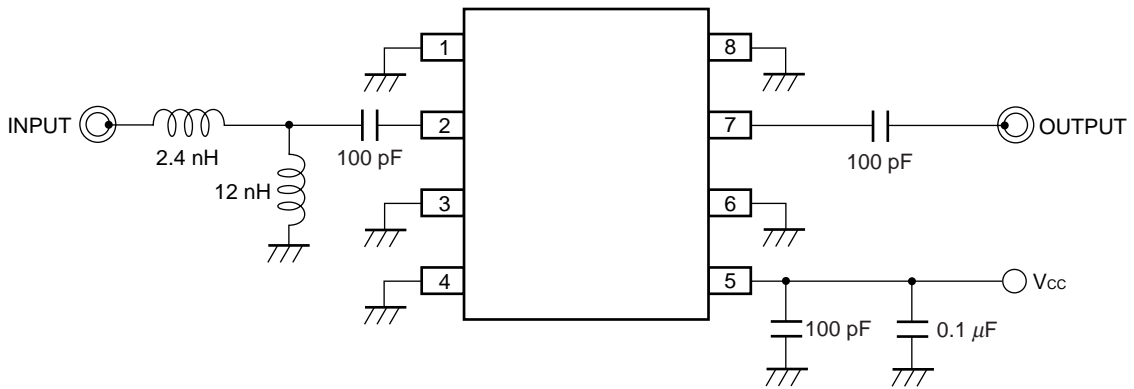 1
8
INPUT
2
7
OUTPUT
2.4 nH
100 pF
100 pF
12 nH
3
6
4
5
VCC
100 pF
0.1 μF